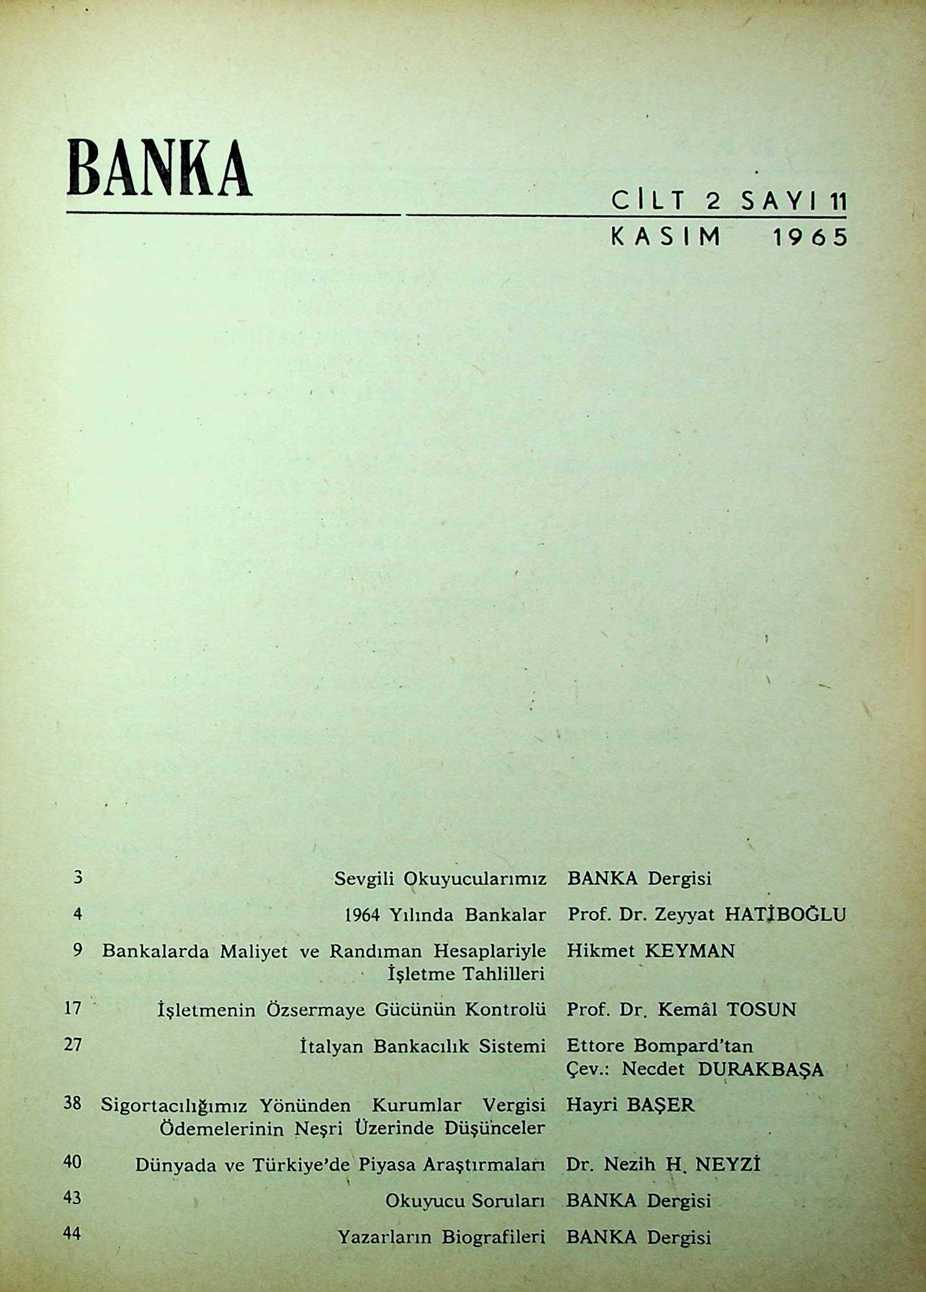 BANKA
CİLT 2 SAYI 11
KASIM 1965
3 Sevgili Okuyucularımız BANKA Dergisi
4 1964 Yılında Bankalar Prof. Dr. Zeyyat HATİBOĞLU
9 Bankalarda Maliyet ve Randıman Hesaplariyle Hikmet KEYMAN
İşletme Tahlilleri
17 İşletmenin Özsermaye Gücünün Kontrolü Prof. Dr. Kemâl TOSUN
27 İtalyan Bankacılık Sistemi Ettore Bompard'tan
Çev.: Necdet DURAKBAŞA
38 Sigortacılığımız Yönünden Kurumlar Vergisi Hayri BAŞER
Ödemelerinin Neşri Üzerinde Düşünceler
40 Dünyada ve Türkiye'de Piyasa Araştırmaları Dr. Nezih H. NEYZİ
43 Okuyucu Soruları BANKA Dergisi
44 Yazarların Biografileri BANKA Dergisi